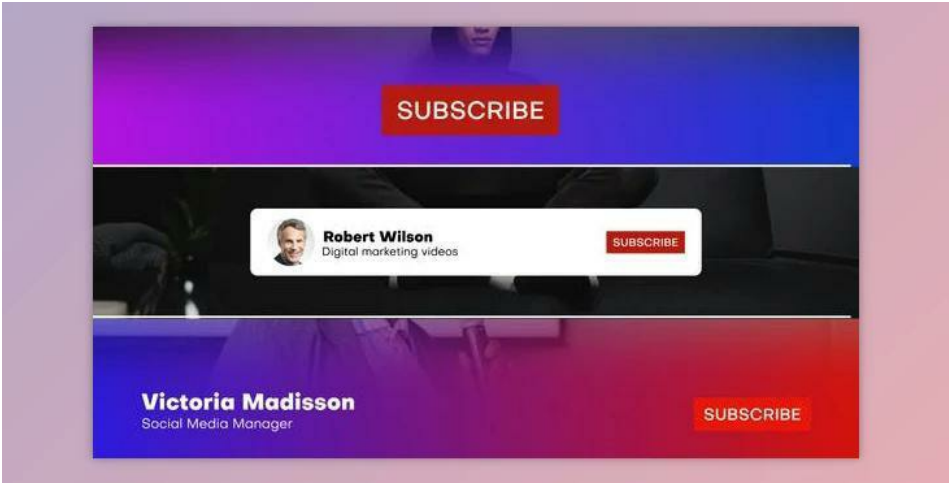 SUBSCRIBE
Robert Wilson
Digital marketing videos
SUBSCRIBE
Victoria Madisson
Social Media Manager
SUBSCRIBE